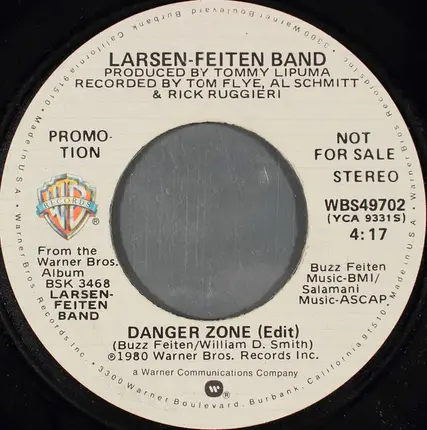 LARSEN-FEITEN BAND
PRODUCED BY TOMMY LIPUMA
RECORDED BY TOM FLYE, AL SCHMITT
& RICK RUGGIERI
PROMO-
TION
NOT
FOR SALE
STEREO
WBS49702
(YCA 9331S)
4:17
WB
RECORDS
®
From the
Warner Bros.
Album
BSK 3468
LARSEN-
FEITEN
BAND
Buzz Feiten
Music-BMI/
Salamani
Music-ASCAP
DANGER ZONE (Edit)
(Buzz Feiten/William D. Smith)
©1980 Warner Bros. Records Inc.
a Warner Communications Company
Warner Bros. Records Inc. • 3300 Warner Boulevard, Burbank, California 91510 • Made in U.S.A. •